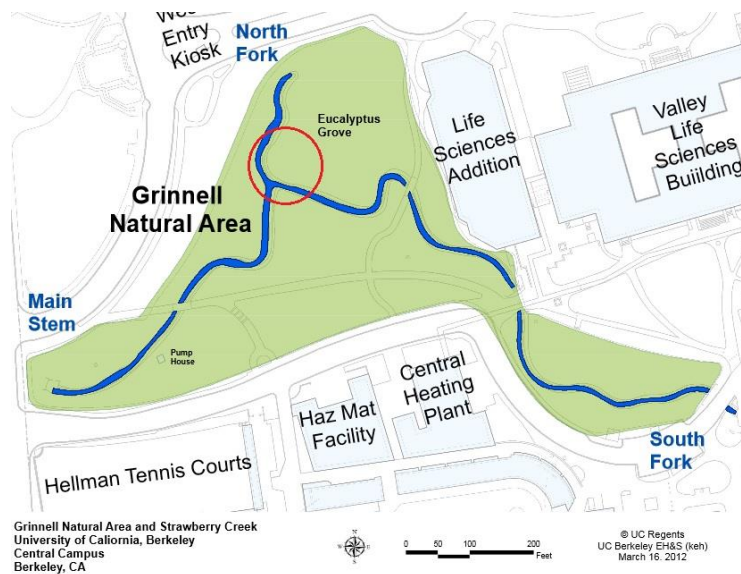 Entry
Kiosk
North
Fork
Eucalyptus
Grove
Life
Sciences
Addition
Valley
Life
Sciences
Buiilding
Grinnell
Natural Area
Main
Stem
Pump
House
Central
Heating
Plant
Haz Mat
Facility
Hellman Tennis Courts
South
Fork
Grinnell Natural Area and Strawberry Creek
University of Caliornia, Berkeley
Central Campus
Berkeley, CA
N
W
E
S
0 50 100 200
Feet
© UC Regents
UC Berkeley EH&S (keh)
March 16. 2012